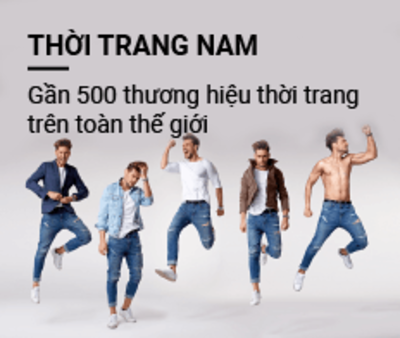 THỜI TRANG NAM
Gần 500 thương hiệu thời trang
trên toàn thế giới